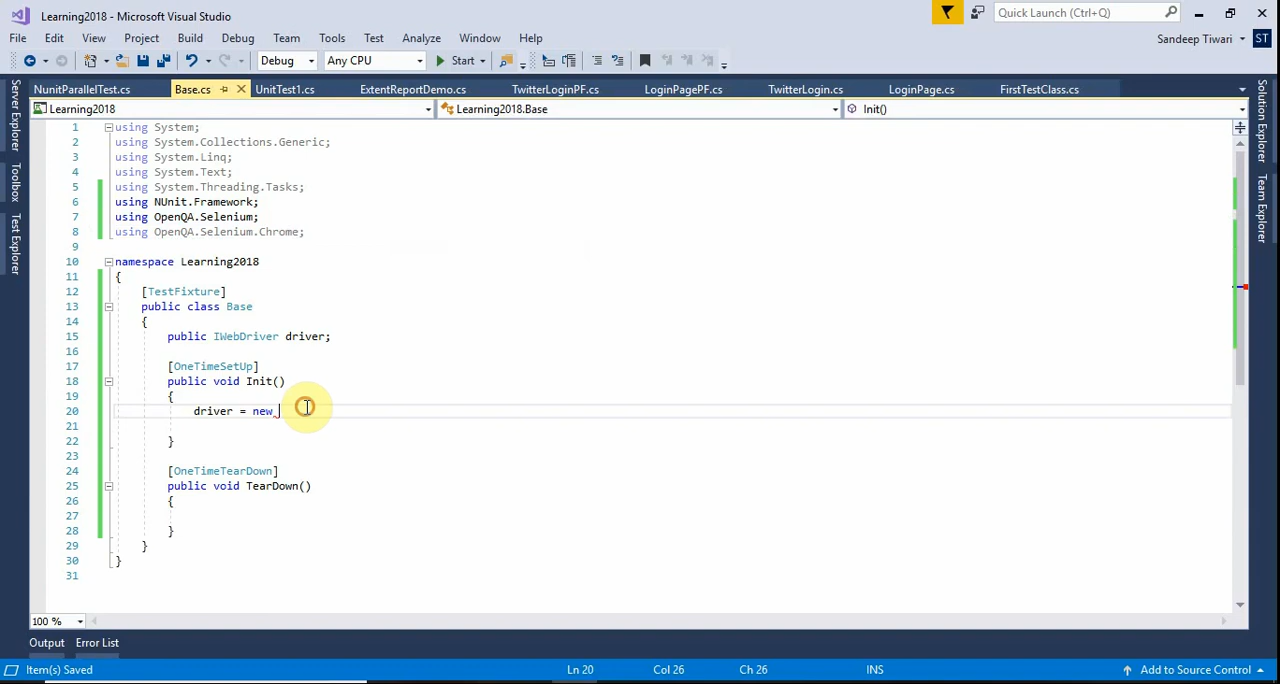 Learning2018 - Microsoft Visual Studio
Quick Launch (Ctrl+Q)
File Edit View Project Build Debug Team Tools Test Analyze Window Help
Sandeep Tiwari ST
Debug Any CPU Start
NunitParallelTest.cs Base.cs UnitTest1.cs ExtentReportDemo.cs TwitterLoginPF.cs LoginPagePF.cs TwitterLogin.cs LoginPage.cs FirstTestClass.cs
Learning2018 Learning2018.Base Init()
Server Explorer
Toolbox
Test Explorer
Solution Explorer
Team Explorer
1 using System;
2 using System.Collections.Generic;
3 using System.Linq;
4 using System.Text;
5 using System.Threading.Tasks;
6 using NUnit.Framework;
7 using OpenQA.Selenium;
8 using OpenQA.Selenium.Chrome;
9
10 namespace Learning2018
11 {
12 [TestFixture]
13 public class Base
14 {
15 public IWebDriver driver;
16
17 [OneTimeSetUp]
18 public void Init()
19 {
20 driver = new
21
22 }
23
24 [OneTimeTearDown]
25 public void TearDown()
26 {
27
28 }
29 }
30 }
31
100 %
Output Error List
Item(s) Saved Ln 20 Col 26 Ch 26 INS Add to Source Control